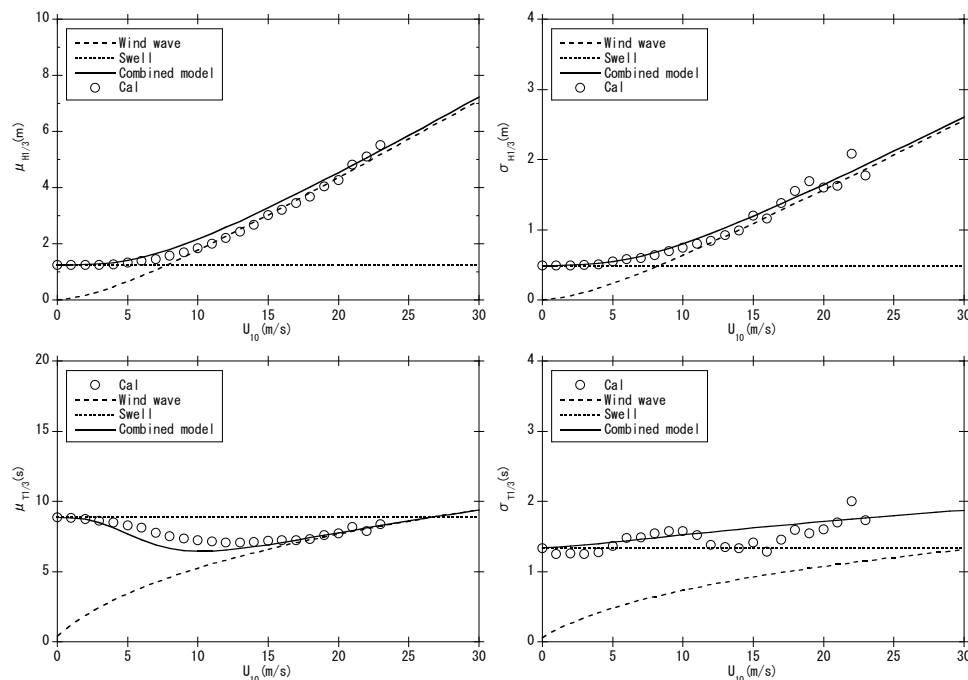 10
8
6
4
2
0
μ H1/3 (m)
Wind wave
Swell
Combined model
Cal
0 5 10 15 20 25 30
U10(m/s)
4
3
2
1
0
σ H1/3 (m)
Wind wave
Swell
Combined model
Cal
0 5 10 15 20 25 30
U10(m/s)
20
15
10
5
0
μ T1/3 (s)
Cal
Wind wave
Swell
Combined model
0 5 10 15 20 25 30
U10(m/s)
4
3
2
1
0
σ T1/3 (s)
Cal
Wind wave
Swell
Combined model
0 5 10 15 20 25 30
U10(m/s)